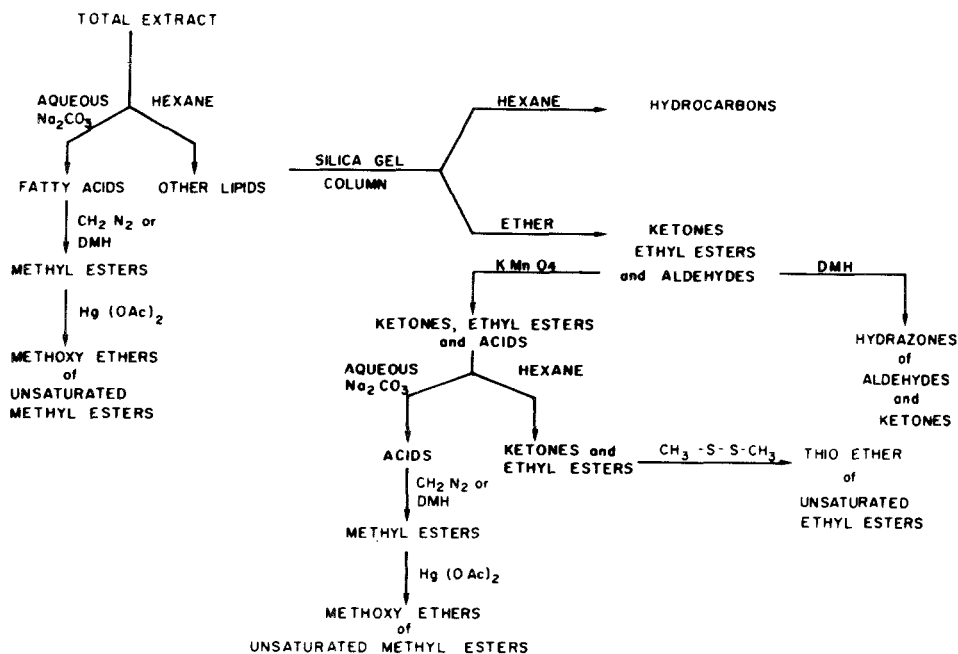 TOTAL EXTRACT
AQUEOUS
Na2CO3
HEXANE
FATTY ACIDS
OTHER LIPIDS
CH2 N2 or
DMH
METHYL ESTERS
Hg (OAc)2
METHOXY ETHERS
of
UNSATURATED
METHYL ESTERS
SILICA GEL
COLUMN
HEXANE
HYDROCARBONS
ETHER
KETONES
ETHYL ESTERS
and ALDEHYDES
KMnO4
DMH
KETONES, ETHYL ESTERS
and ACIDS
HYDRAZONES
of
ALDEHYDES
and
KETONES
AQUEOUS
Na2CO3
HEXANE
ACIDS
KETONES and
ETHYL ESTERS
CH3 -S-S-CH3
THIO ETHER
of
UNSATURATED
ETHYL ESTERS
CH2 N2 or
DMH
METHYL ESTERS
Hg (OAc)2
METHOXY ETHERS
of
UNSATURATED METHYL ESTERS